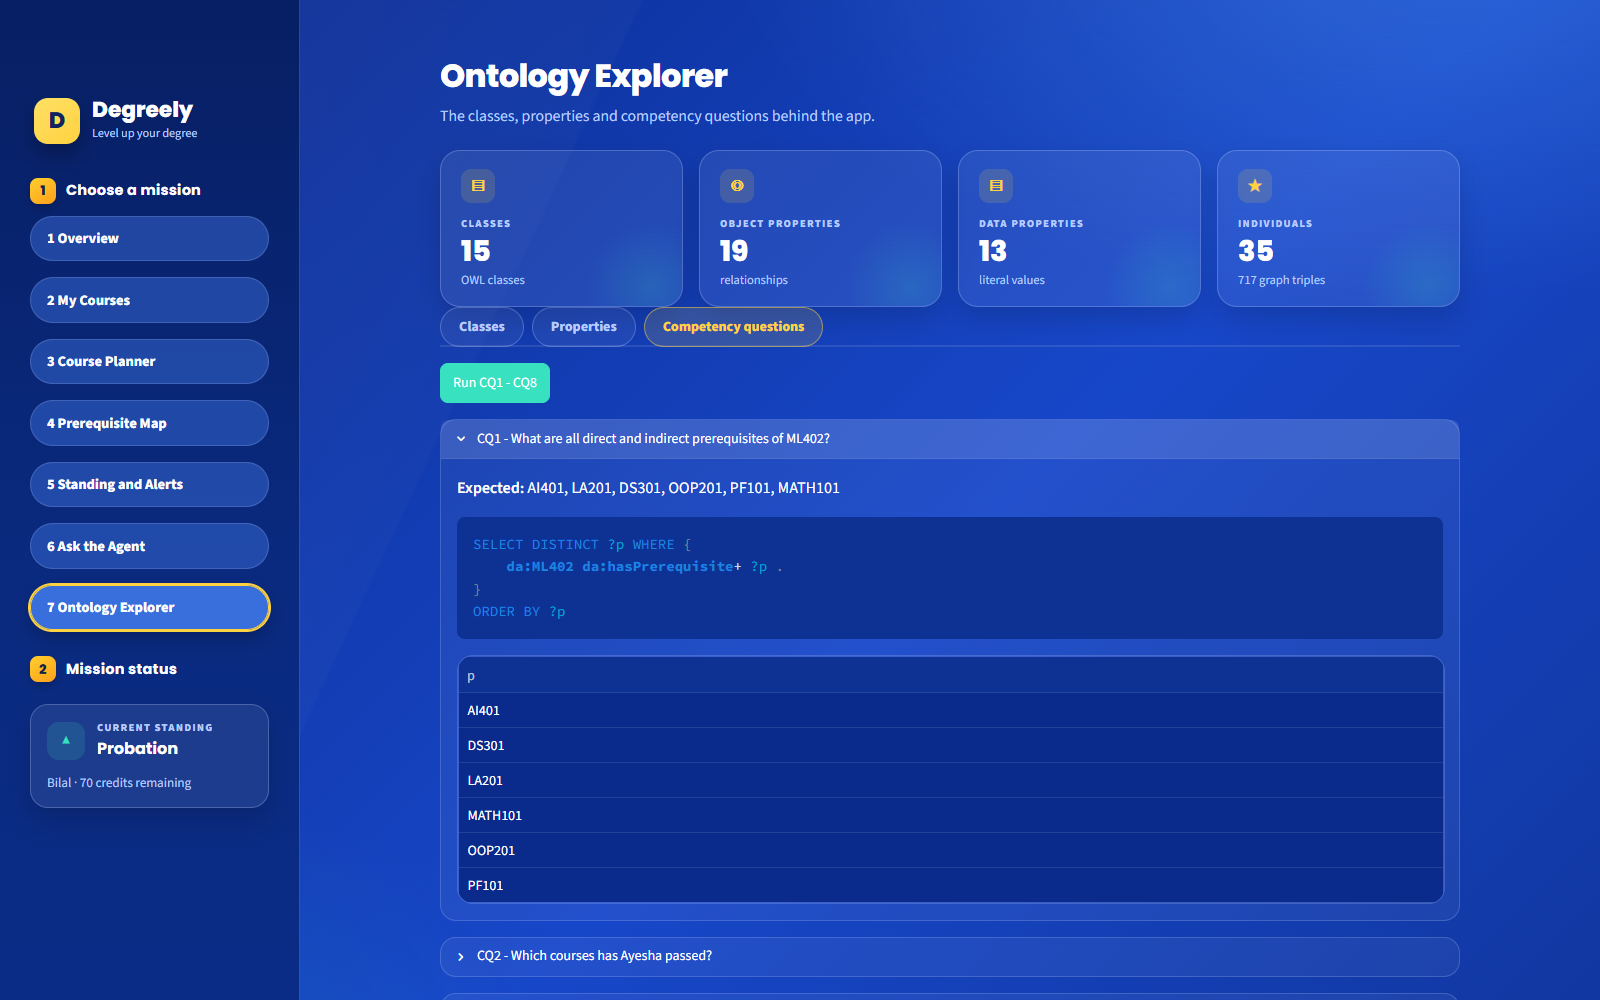 D
Degreely
Level up your degree
1 Choose a mission
1 Overview
2 My Courses
3 Course Planner
4 Prerequisite Map
5 Standing and Alerts
6 Ask the Agent
7 Ontology Explorer
2 Mission status
CURRENT STANDING
Probation
Bilal · 70 credits remaining
Ontology Explorer
The classes, properties and competency questions behind the app.
CLASSES
15
OWL classes
OBJECT PROPERTIES
19
relationships
DATA PROPERTIES
13
literal values
INDIVIDUALS
35
717 graph triples
Classes
Properties
Competency questions
Run CQ1 - CQ8
CQ1 - What are all direct and indirect prerequisites of ML402?
Expected: AI401, LA201, DS301, OOP201, PF101, MATH101
SELECT DISTINCT ?p WHERE {
da:ML402 da:hasPrerequisite+ ?p .
}
ORDER BY ?p
p
AI401
DS301
LA201
MATH101
OOP201
PF101
CQ2 - Which courses has Ayesha passed?